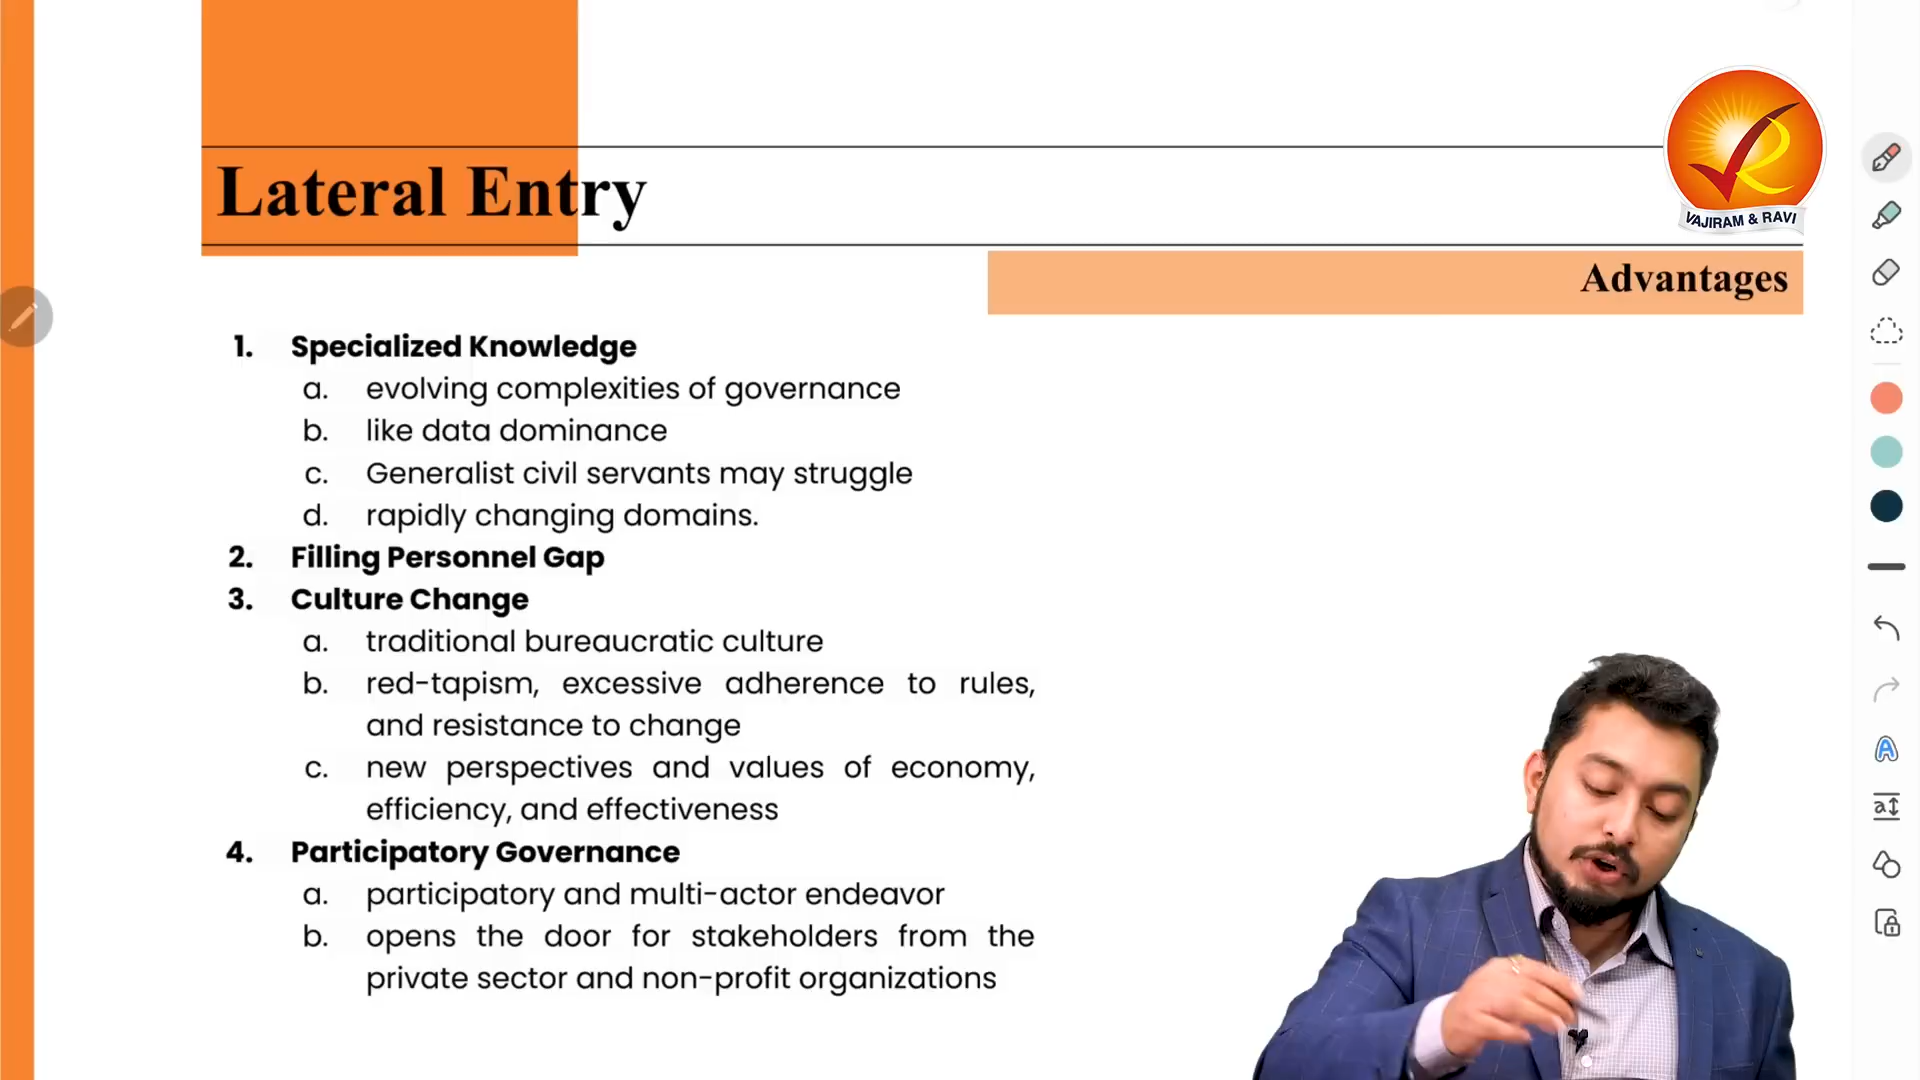 VAJIRAM & RAVI
Lateral Entry
Advantages
1. Specialized Knowledge
a. evolving complexities of governance
b. like data dominance
c. Generalist civil servants may struggle
d. rapidly changing domains.
2. Filling Personnel Gap
3. Culture Change
a. traditional bureaucratic culture
b. red-tapism, excessive adherence to rules,
and resistance to change
c. new perspectives and values of economy,
efficiency, and effectiveness
4. Participatory Governance
a. participatory and multi-actor endeavor
b. opens the door for stakeholders from the
private sector and non-profit organizations